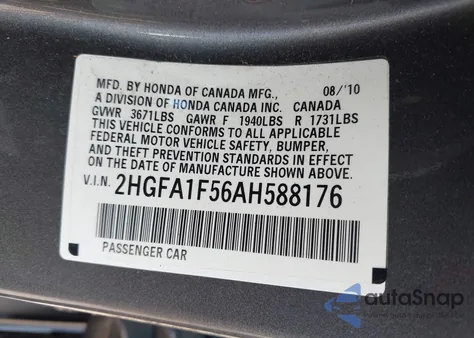 MFD. BY HONDA OF CANADA MFG., 08/'10
A DIVISION OF HONDA CANADA INC. CANADA
GVWR 3671LBS GAWR F 1940LBS R 1731LBS
THIS VEHICLE CONFORMS TO ALL APPLICABLE
FEDERAL MOTOR VEHICLE SAFETY, BUMPER,
AND THEFT PREVENTION STANDARDS IN
EFFECT ON THE DATE OF MANUFACTURE SHOWN ABOVE.
V.I.N. 2HGFA1F56AH588176
PASSENGER CAR
autoSnap